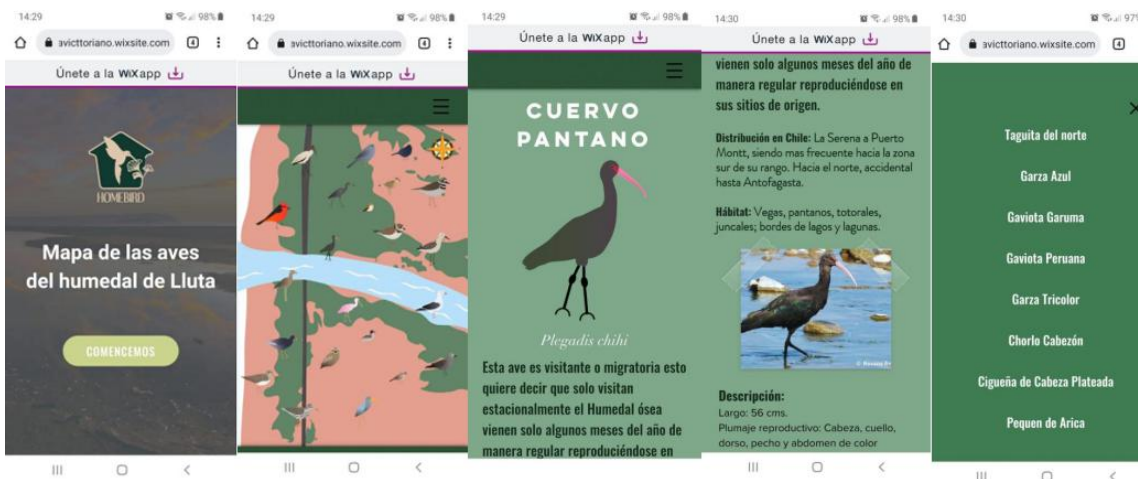 14:29
98%
avicttoriano.wixsite.com
4
Únete a la WiXapp
HOMEBIRD
Mapa de las aves
del humedal de Lluta
COMENCEMOS
14:29
98%
avicttoriano.wixsite.com
4
Únete a la WiXapp
14:29
98%
Únete a la WiXapp
CUERVO
PANTANO
Plegadis chihi
Esta ave es visitante o migratoria esto
quiere decir que solo visitan
estacionalmente el Humedal ósea
vienen solo algunos meses del año de
manera regular reproduciéndose en
14:30
98%
Únete a la WiXapp
vienen solo algunos meses del año de
manera regular reproduciéndose en
sus sitios de origen.
Distribución en Chile: La Serena a Puerto
Montt, siendo mas frecuente hacia la zona
sur de su rango. Hacia el norte, accidental
hasta Antofagasta.
Hábitat: Vegas, pantanos, totorales,
juncales; bordes de lagos y lagunas.
Descripción:
Largo: 56 cms.
Plumaje reproductivo: Cabeza, cuello,
dorso, pecho y abdomen de color
14:30
97%
avicttoriano.wixsite.com
4
Taguita del norte
Garza Azul
Gaviota Garuma
Gaviota Peruana
Garza Tricolor
Chorlo Cabezón
Cigueña de Cabeza Plateada
Pequen de Arica